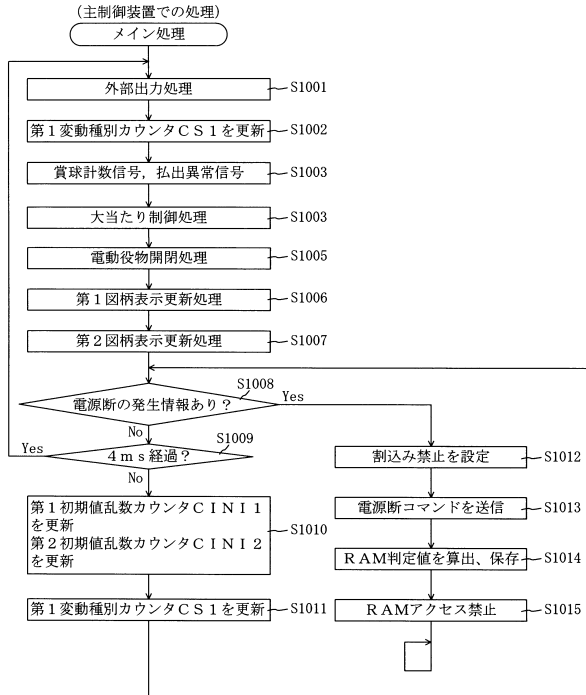 (主制御装置での処理)
メイン処理
外部出力処理
S1001
第1変動種別カウンタCS1を更新
S1002
賞球計数信号,払出異常信号
S1003
大当たり制御処理
S1003
電動役物開閉処理
S1005
第1図柄表示更新処理
S1006
第2図柄表示更新処理
S1007
電源断の発生情報あり?
S1008
Yes
No
4ms経過?
S1009
Yes
No
第1初期値乱数カウンタCINI1
を更新
第2初期値乱数カウンタCINI2
を更新
S1010
第1変動種別カウンタCS1を更新
S1011
割込み禁止を設定
S1012
電源断コマンドを送信
S1013
RAM判定値を算出、保存
S1014
RAMアクセス禁止
S1015